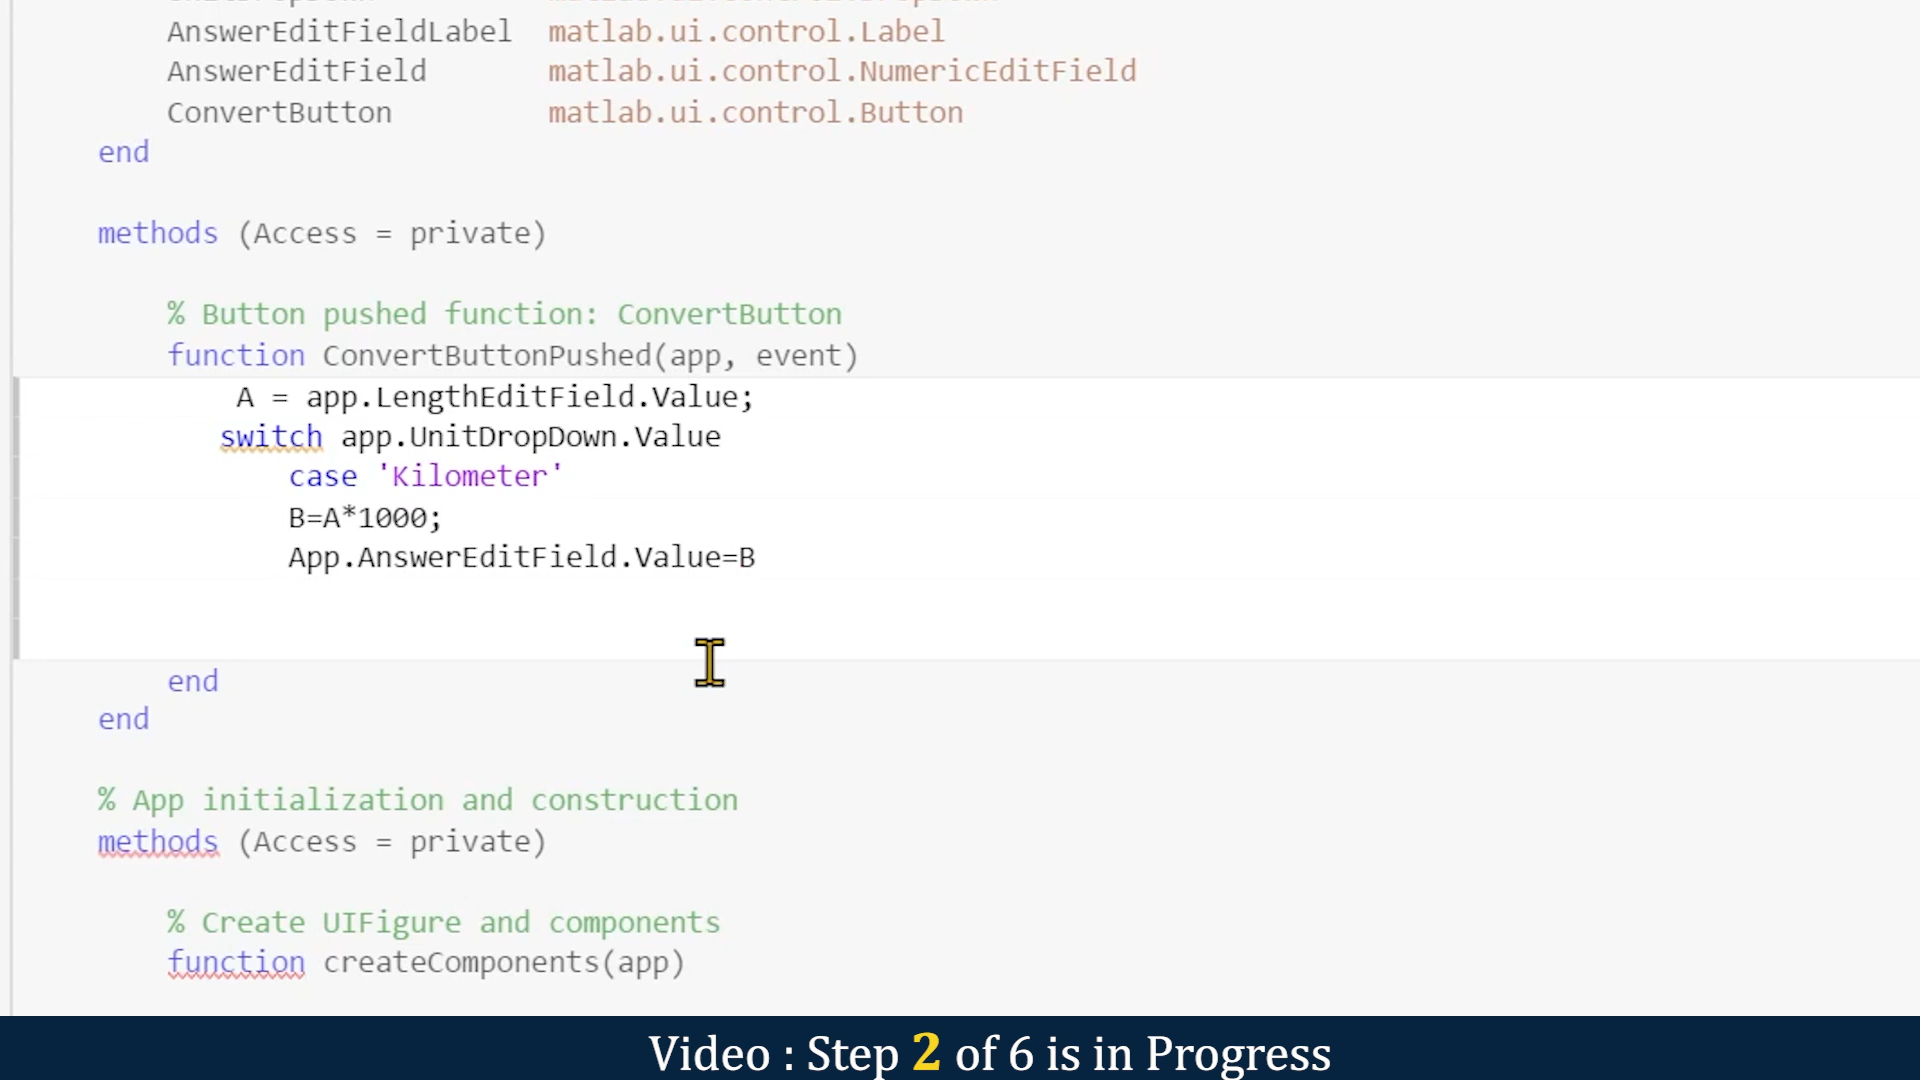 AnswerEditFieldLabel matlab.ui.control.Label
AnswerEditField matlab.ui.control.NumericEditField
ConvertButton matlab.ui.control.Button
end
methods (Access = private)
% Button pushed function: ConvertButton
function ConvertButtonPushed(app, event)
A = app.LengthEditField.Value;
switch app.UnitDropDown.Value
case 'Kilometer'
B=A*1000;
App.AnswerEditField.Value=B
end
end
% App initialization and construction
methods (Access = private)
% Create UIFigure and components
function createComponents(app)
Video : Step 2 of 6 is in Progress